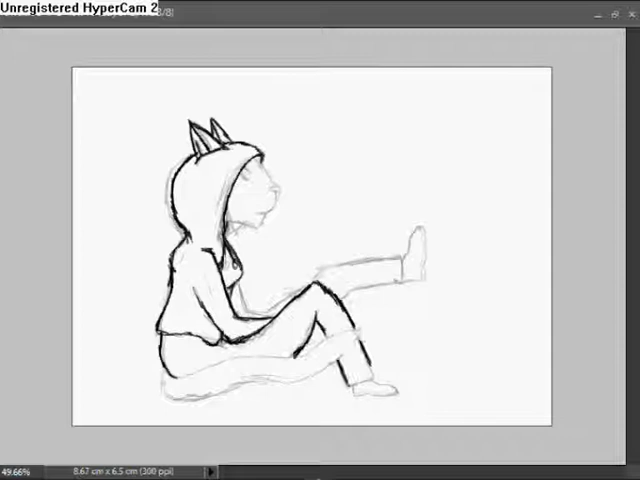 Unregistered HyperCam 2
49.66%
8.67 cm x 6.5 cm (300 ppi)